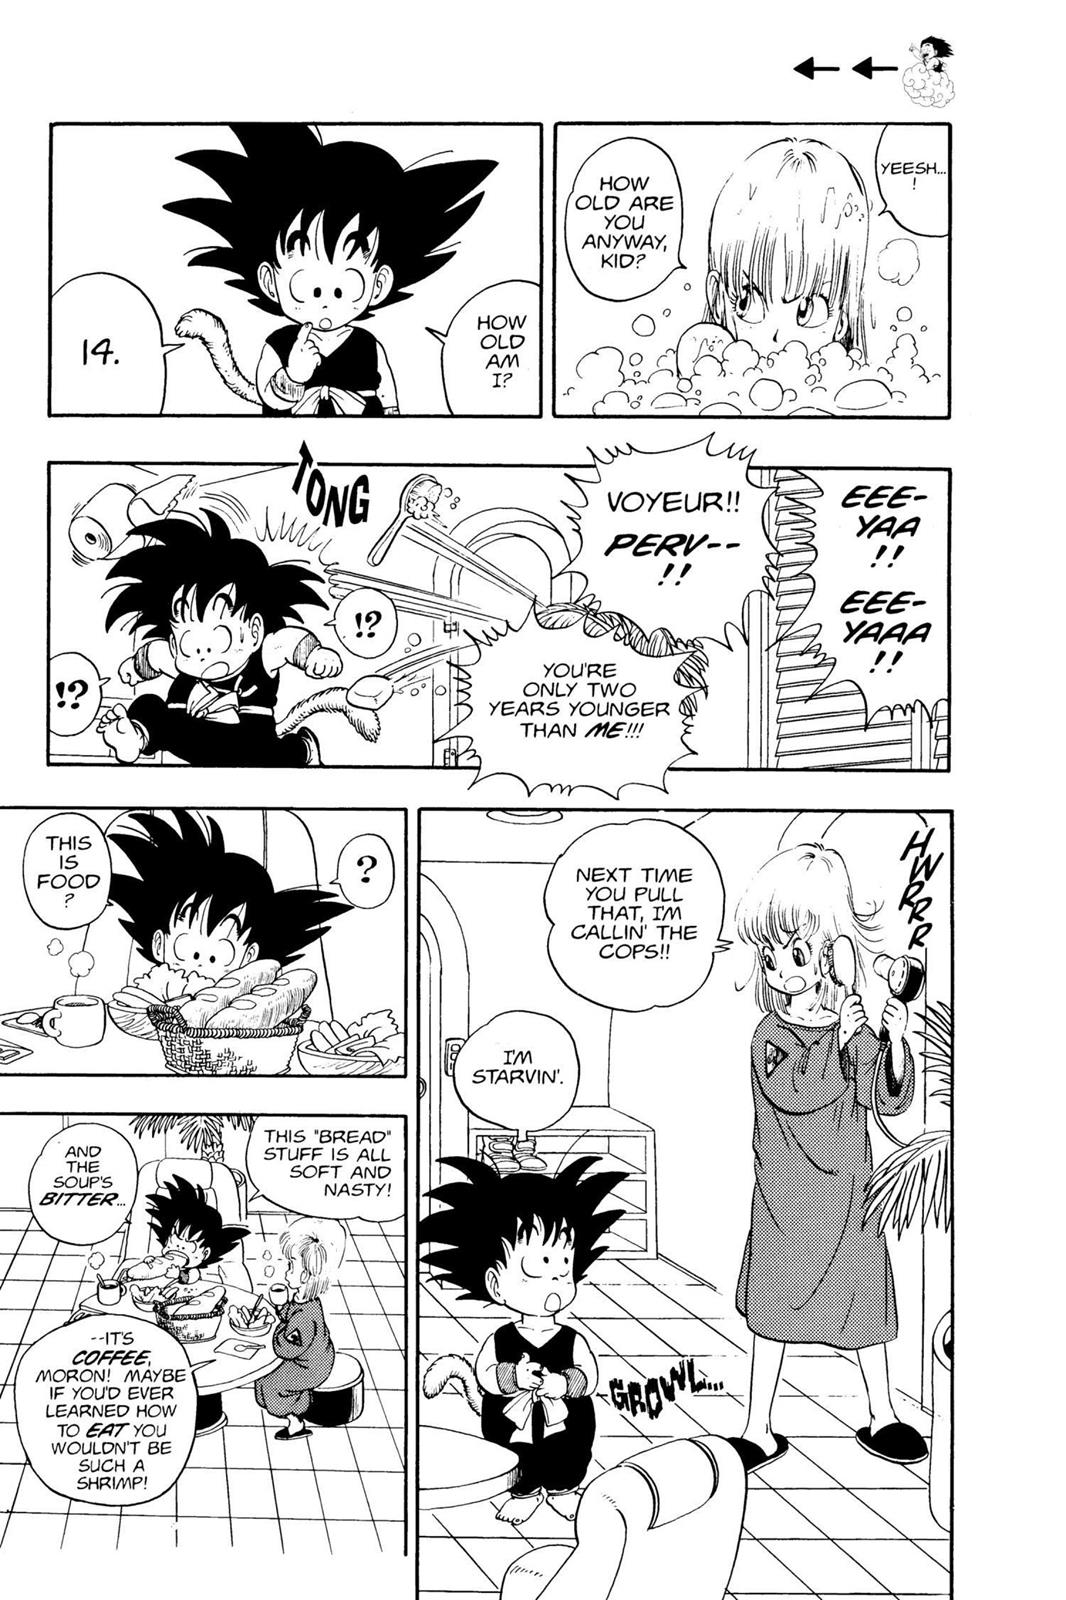 YEESH...
!
HOW
OLD ARE
YOU
ANYWAY,
KID?
HOW
OLD
AM
I?
14.
EEE-
YAA
!!
EEE-
YAAA
!!
VOYEUR!!
PERV--
!!
YOU'RE
ONLY TWO
YEARS YOUNGER
THAN ME!!!
TONG
!?
!?
HWRRR
NEXT TIME
YOU PULL
THAT, I'M
CALLIN' THE
COPS!!
I'M
STARVIN'.
GROWL...
?
THIS
IS
FOOD
?
THIS "BREAD"
STUFF IS ALL
SOFT AND
NASTY!
AND
THE
SOUP'S
BITTER...
--IT'S
COFFEE,
MORON! MAYBE
IF YOU'D EVER
LEARNED HOW
TO EAT YOU
WOULDN'T BE
SUCH A
SHRIMP!